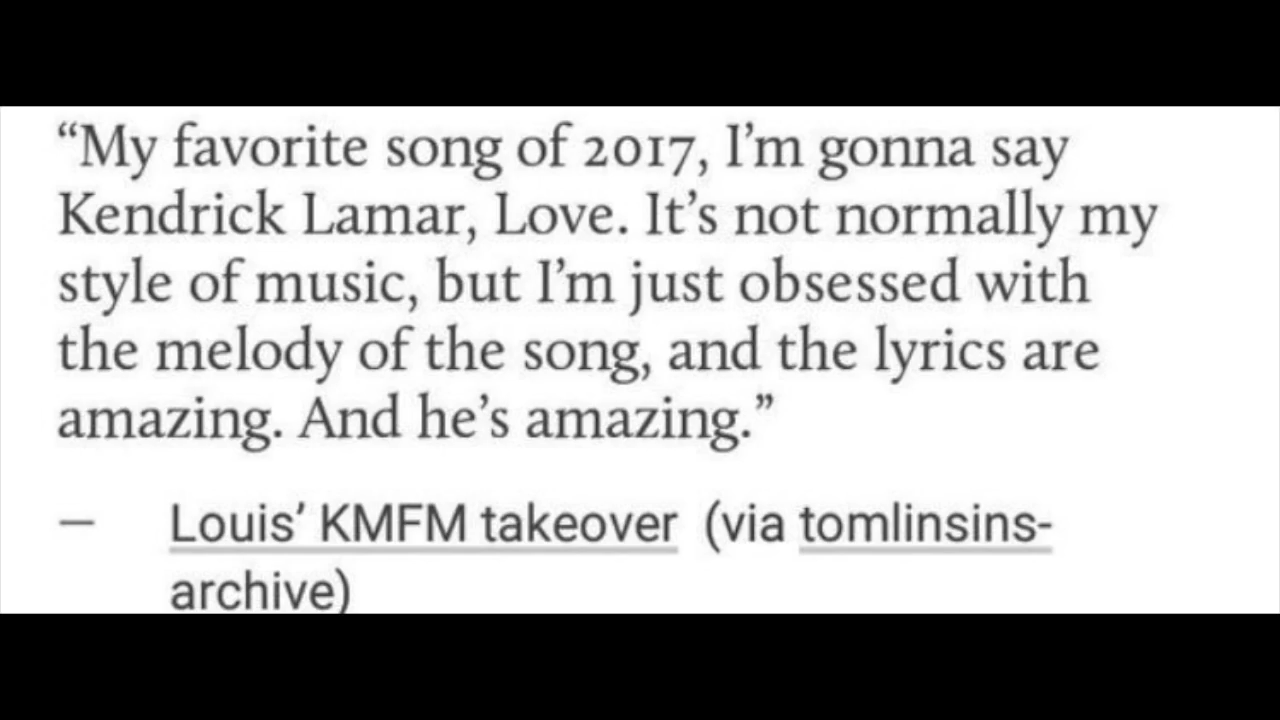 “My favorite song of 2017, I’m gonna say
Kendrick Lamar, Love. It’s not normally my
style of music, but I’m just obsessed with
the melody of the song, and the lyrics are
amazing. And he’s amazing.”
— Louis’ KMFM takeover (via tomlinsins-
archive)